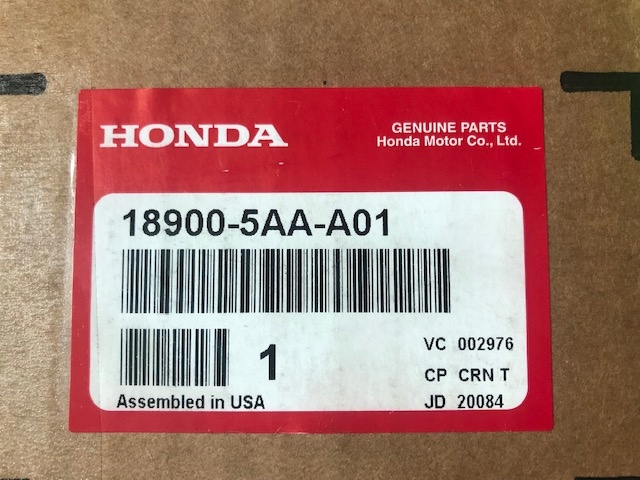 HONDA
GENUINE PARTS
Honda Motor Co., Ltd.
18900-5AA-A01
1
VC 002976
CP CRN T
Assembled in USA
JD 20084